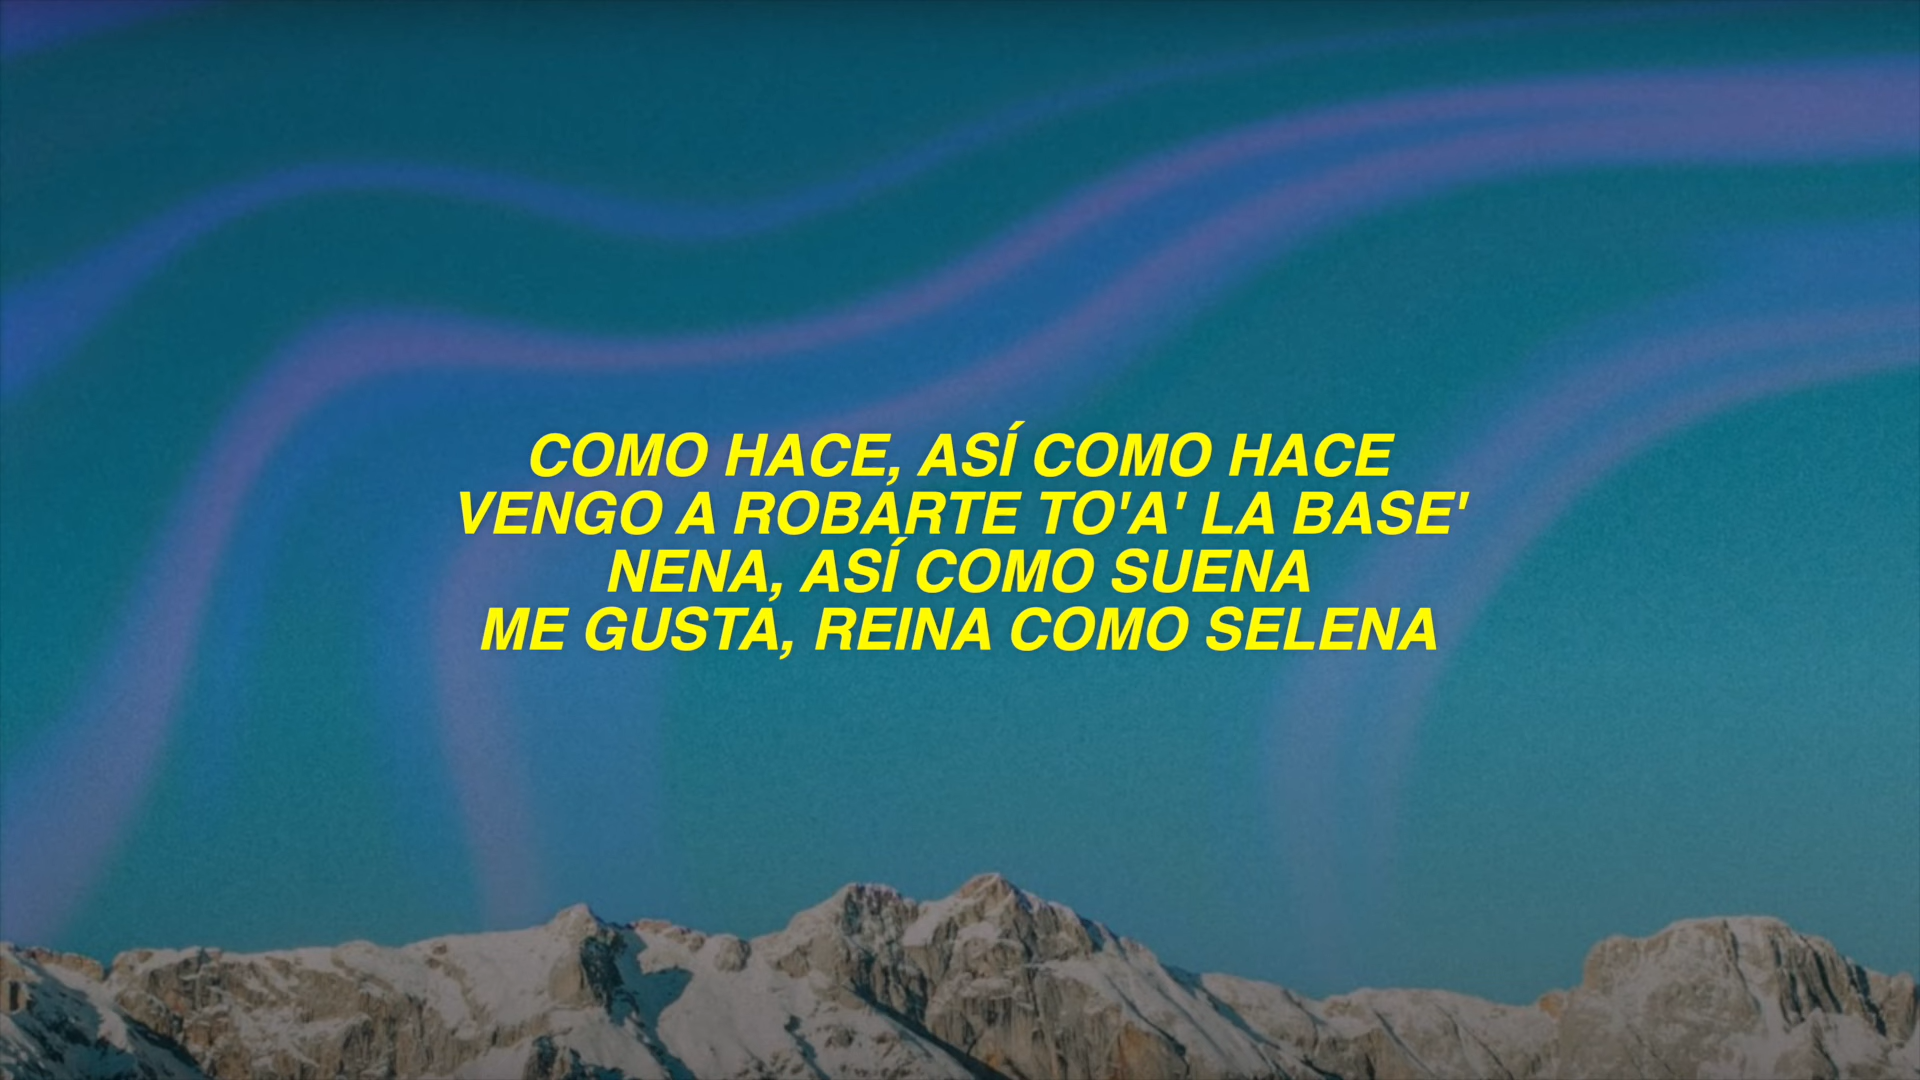 COMO HACE, ASÍ COMO HACE
VENGO A ROBARTE TO'A' LA BASE'
NENA, ASÍ COMO SUENA
ME GUSTA, REINA COMO SELENA